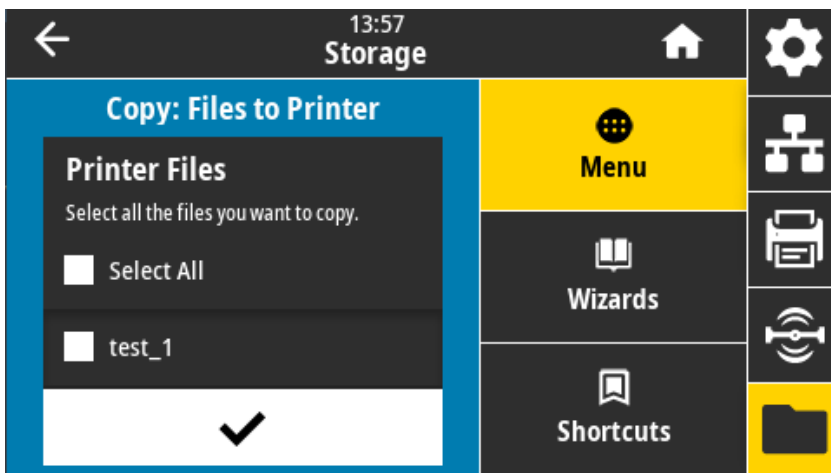 13:57
Storage
Copy: Files to Printer
Printer Files
Select all the files you want to copy.
Select All
test_1
Menu
Wizards
Shortcuts